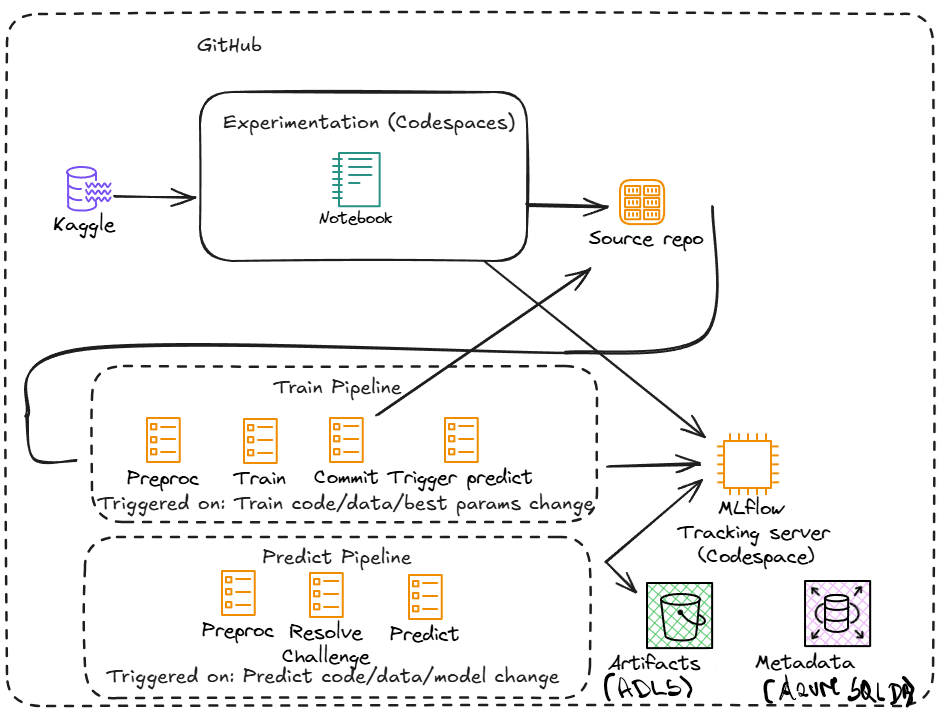 GitHub
Experimentation (Codespaces)
Notebook
Kaggle
Source repo
Train Pipeline
Preproc
Train
Commit
Trigger predict
Triggered on: Train code/data/best params change
MLflow
Tracking server
(Codespace)
Predict Pipeline
Preproc
Resolve
Challenge
Predict
Triggered on: Predict code/data/model change
Artifacts
(ADLS)
Metadata
(Azure SQL DB)